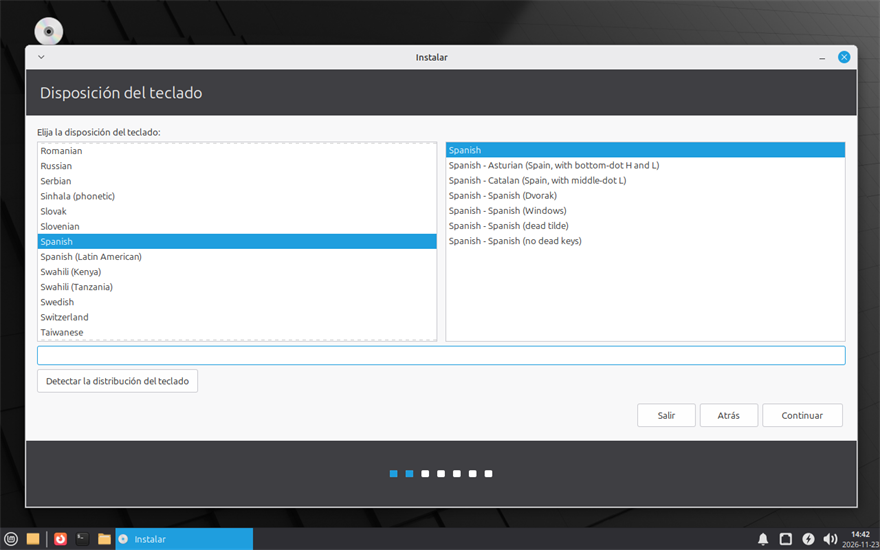 Instalar
Disposición del teclado
Elija la disposición del teclado:
Romanian
Russian
Serbian
Sinhala (phonetic)
Slovak
Slovenian
Spanish
Spanish (Latin American)
Swahili (Kenya)
Swahili (Tanzania)
Swedish
Switzerland
Taiwanese
Spanish
Spanish - Asturian (Spain, with bottom-dot H and L)
Spanish - Catalan (Spain, with middle-dot L)
Spanish - Spanish (Dvorak)
Spanish - Spanish (Windows)
Spanish - Spanish (dead tilde)
Spanish - Spanish (no dead keys)
Detectar la distribución del teclado
Salir
Atrás
Continuar
Instalar
14:42
2026-11-23